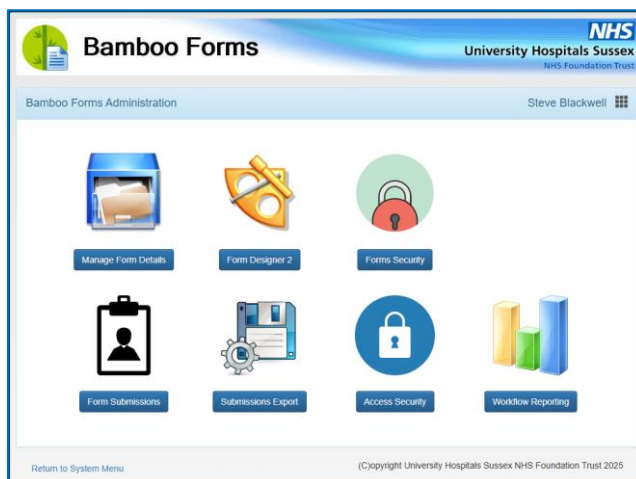 Bamboo Forms
NHS
University Hospitals Sussex
NHS Foundation Trust
Bamboo Forms Administration
Steve Blackwell
Manage Form Details
Form Designer 2
Forms Security
Form Submissions
Submissions Export
Access Security
Workflow Reporting
Return to System Menu
(C)opyright University Hospitals Sussex NHS Foundation Trust 2025